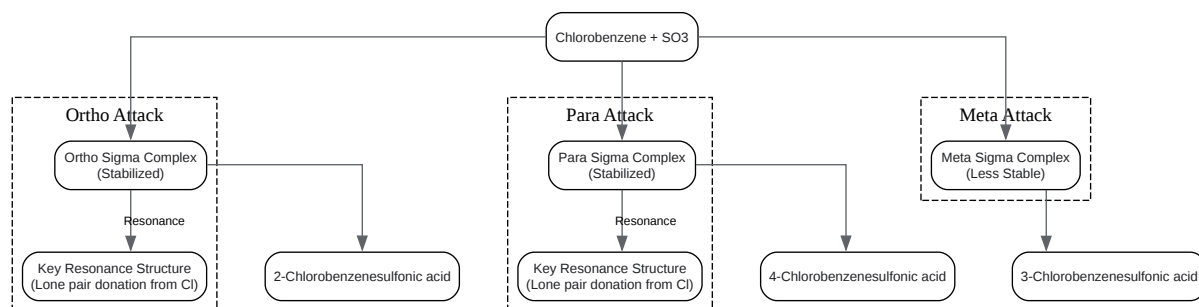 Chlorobenzene + SO3
Ortho Attack
Para Attack
Meta Attack
Ortho Sigma Complex
(Stabilized)
Para Sigma Complex
(Stabilized)
Meta Sigma Complex
(Less Stable)
Resonance
Resonance
Key Resonance Structure
(Lone pair donation from Cl)
2-Chlorobenzenesulfonic acid
Key Resonance Structure
(Lone pair donation from Cl)
4-Chlorobenzenesulfonic acid
3-Chlorobenzenesulfonic acid